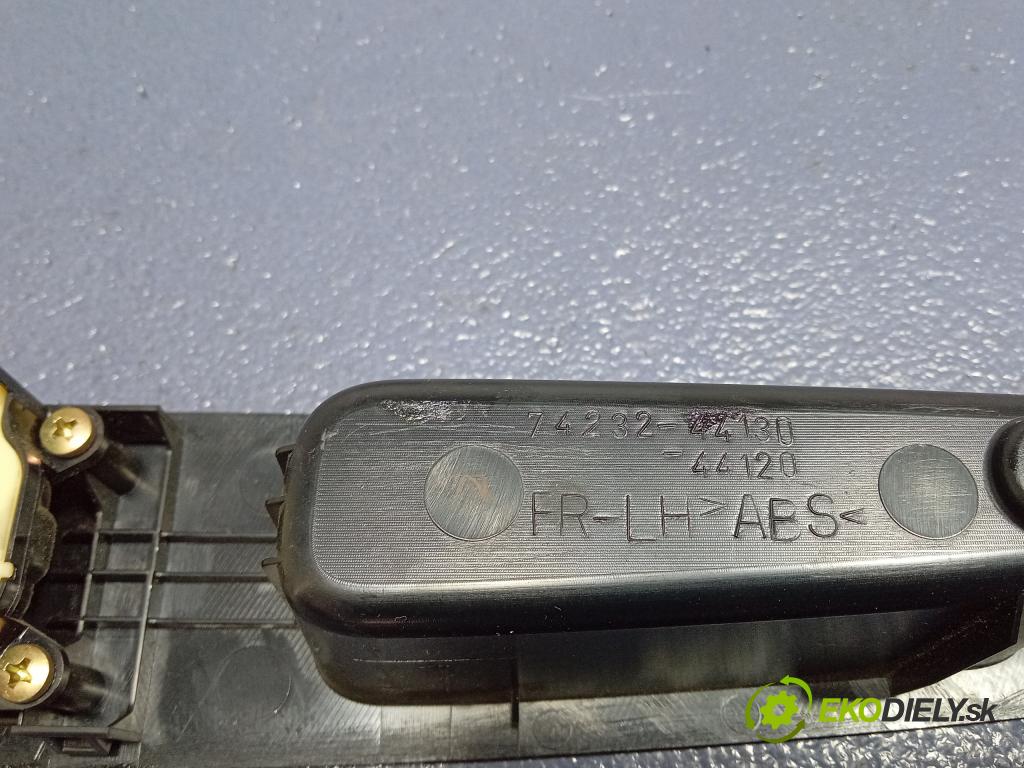 74232-44130
-44120
FR-LH >ABS<
EKODIELY.sk